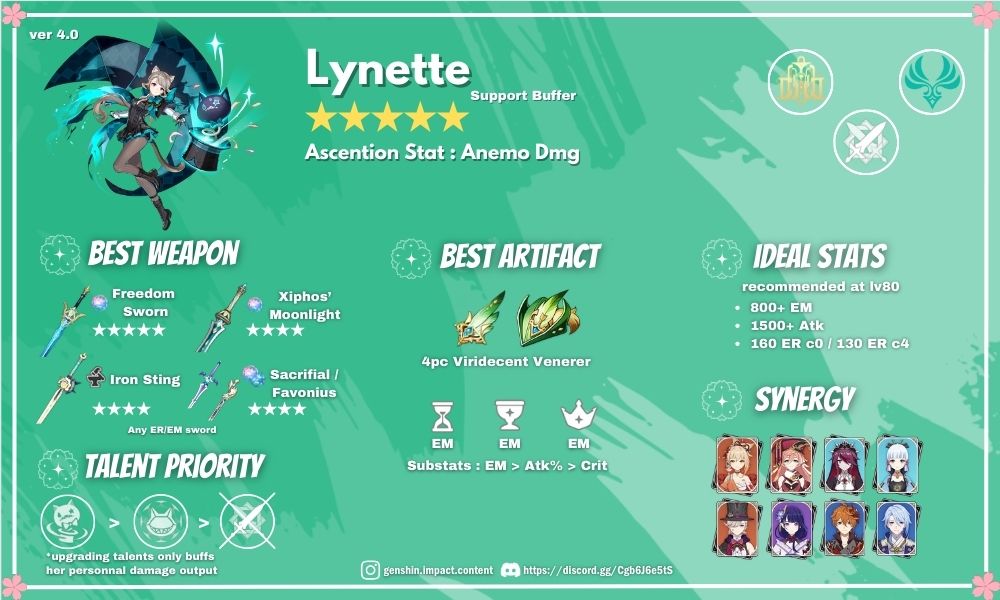 ver 4.0
Lynette
Support Buffer
Ascention Stat : Anemo Dmg
BEST WEAPON
Freedom
Sworn
Xiphos'
Moonlight
Iron Sting
Sacrifial /
Favonius
Any ER/EM sword
TALENT PRIORITY
> >
*upgrading talents only buffs
her personnal damage output
BEST ARTIFACT
4pc Viridecent Venerer
EM EM EM
Substats : EM > Atk% > Crit
IDEAL STATS
recommended at lv80
• 800+ EM
• 1500+ Atk
• 160 ER c0 / 130 ER c4
SYNERGY
genshin.impact.content https://discord.gg/Cgb6J6e5tS